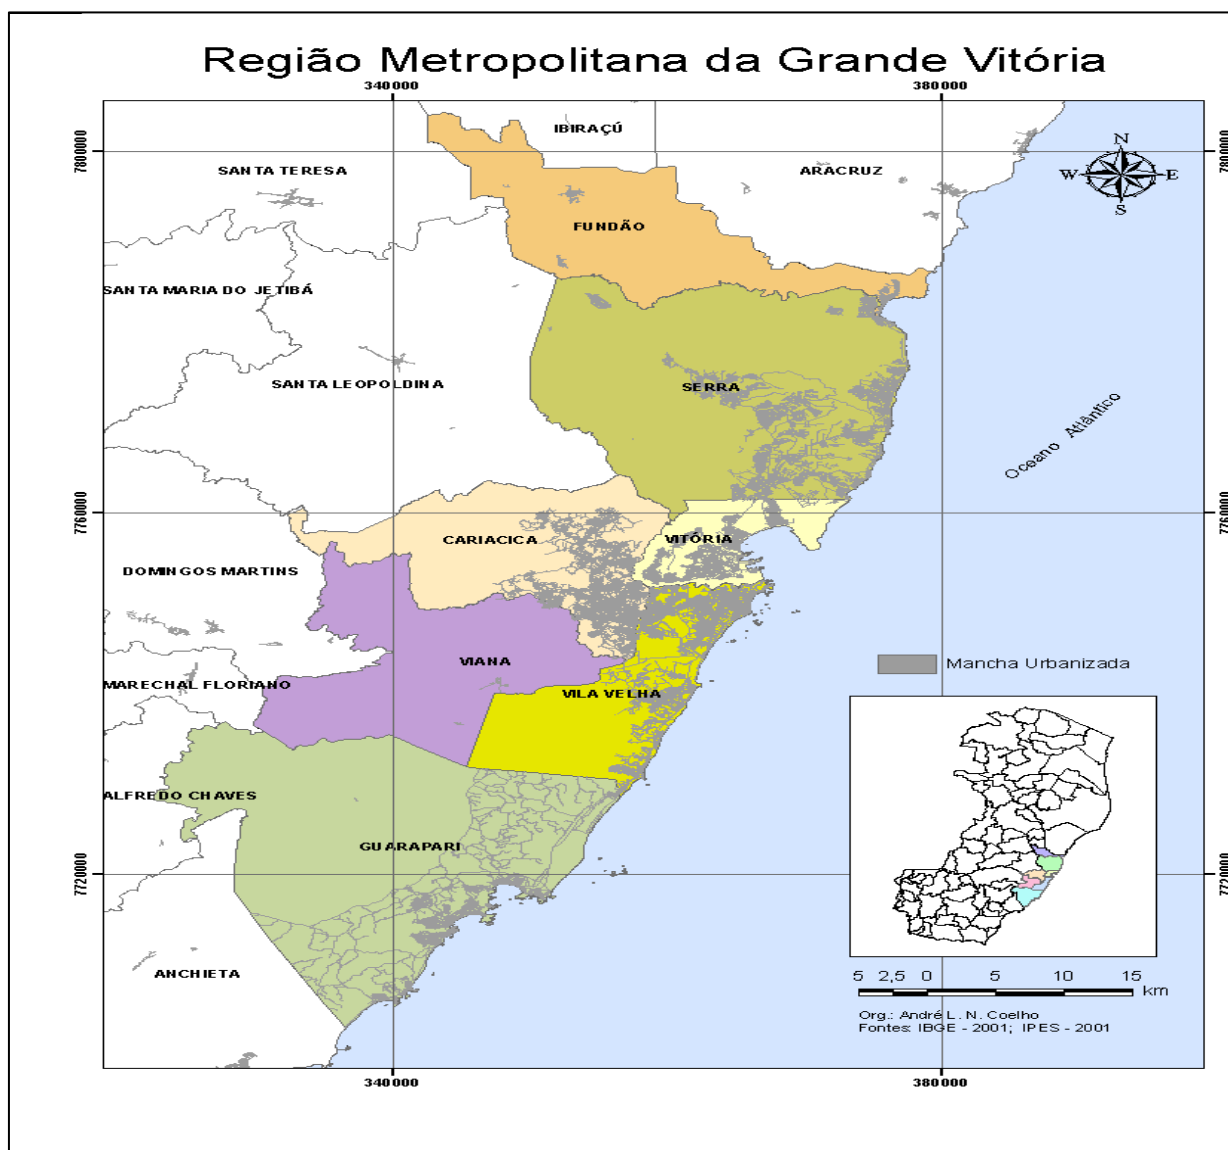 Região Metropolitana da Grande Vitória
340000
380000
IBIRAÇÚ
7800000
7800000
SANTA TERESA
ARACRUZ
N
W
E
S
FUNDÃO
SANTA MARIA DO JETIBÁ
SANTA LEOPOLDINA
SERRA
Oceano Atlântico
7760000
7760000
CARIACICA
VITÓRIA
DOMINGOS MARTINS
VIANA
Mancha Urbanizada
MARECHAL FLORIANO
VILA VELHA
ALFREDO CHAVES
GUARAPARI
7720000
7720000
ANCHIETA
5 2,5 0 5 10 15
km
Org.: André L. N. Coelho
Fontes: IBGE - 2001; IPES - 2001
340000
380000